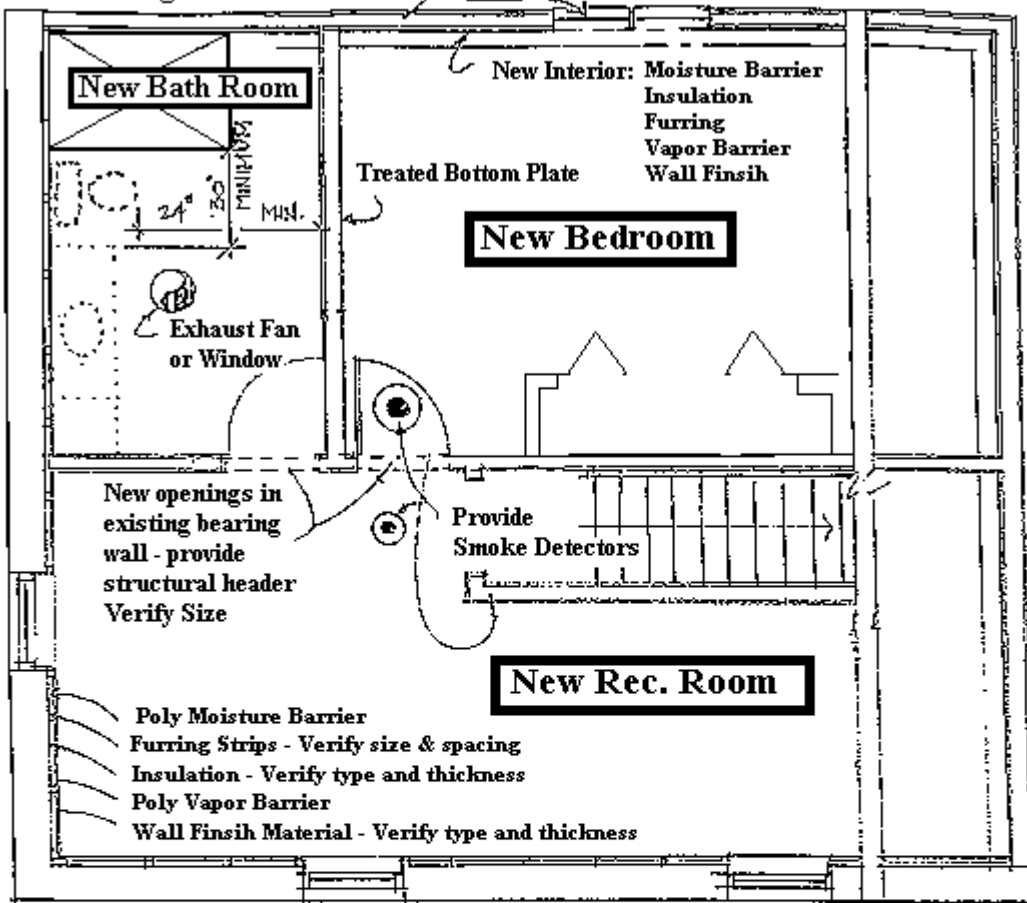 New Bath Room
New Interior: Moisture Barrier
Insulation
Furring
Vapor Barrier
Wall Finsih
Treated Bottom Plate
24"
30"
MINIMUM
MIN.
New Bedroom
Exhaust Fan
or Window
New openings in
existing bearing
wall - provide
structural header
Verify Size
Provide
Smoke Detectors
New Rec. Room
Poly Moisture Barrier
Furring Strips - Verify size & spacing
Insulation - Verify type and thickness
Poly Vapor Barrier
Wall Finsih Material - Verify type and thickness